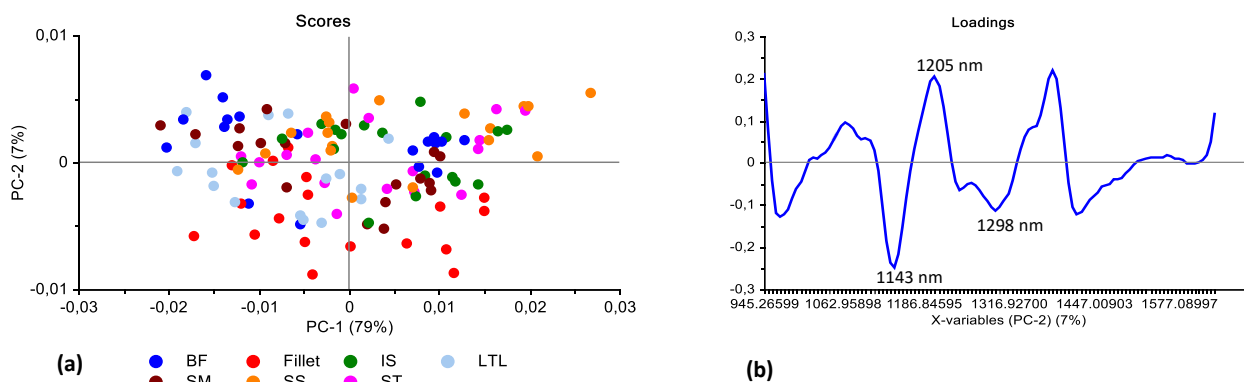 Scores
0,01
0
-0,01
-0,03
-0,02
-0,01
0
0,01
0,02
0,03
PC-2 (7%)
PC-1 (79%)
BF
Fillet
IS
LTL
SM
SS
ST
(a)
Loadings
0,3
0,2
0,1
0
-0,1
-0,2
-0,3
1205 nm
1298 nm
1143 nm
945.266599
1062.958898
1186.84595
1316.92700
1447.00903
1577.08997
X-variables (PC-2) (7%)
(b)